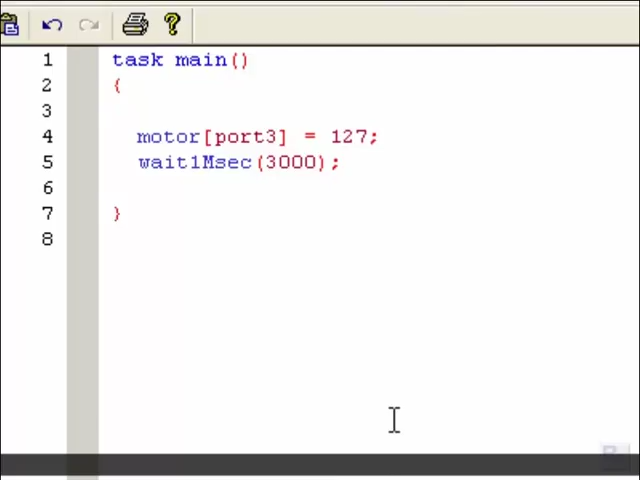 1 task main()
2 {
3
4 motor[port3] = 127;
5 wait1Msec(3000);
6
7 }
8